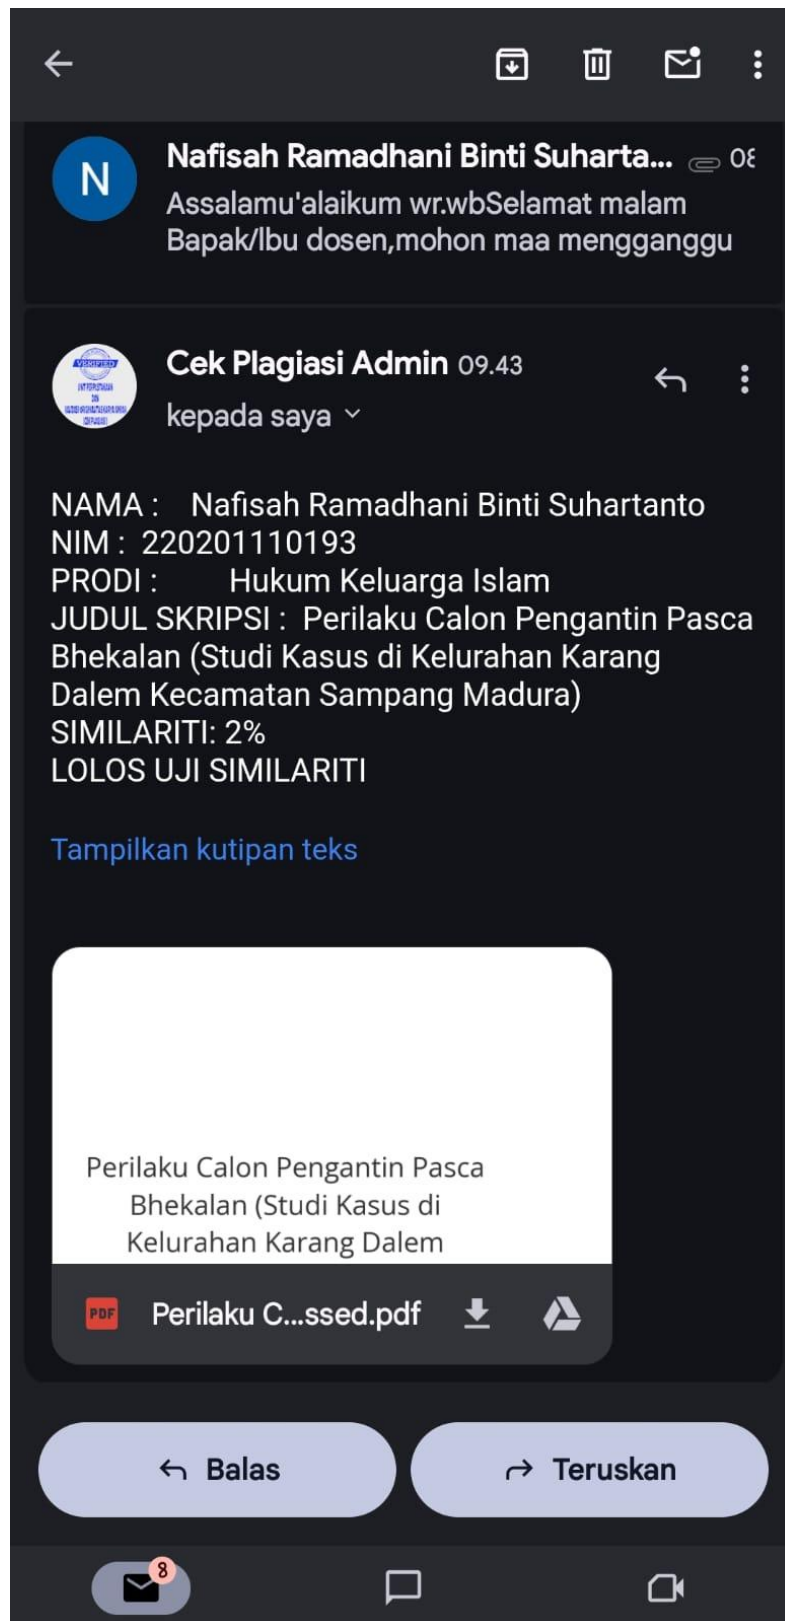 N
Nafisah Ramadhani Binti Suharta...
Assalamu'alaikum wr.wbSelamat malam
Bapak/Ibu dosen,mohon maa mengganggu
VERIFIED
Cek Plagiasi Admin 09.43
kepada saya
NAMA : Nafisah Ramadhani Binti Suhartanto
NIM : 220201110193
PRODI : Hukum Keluarga Islam
JUDUL SKRIPSI : Perilaku Calon Pengantin Pasca
Bhekalan (Studi Kasus di Kelurahan Karang
Dalem Kecamatan Sampang Madura)
SIMILARITI: 2%
LOLOS UJI SIMILARITI
Tampilkan kutipan teks
Perilaku Calon Pengantin Pasca
Bhekalan (Studi Kasus di
Kelurahan Karang Dalem
PDF Perilaku C...ssed.pdf
Balas Teruskan
8